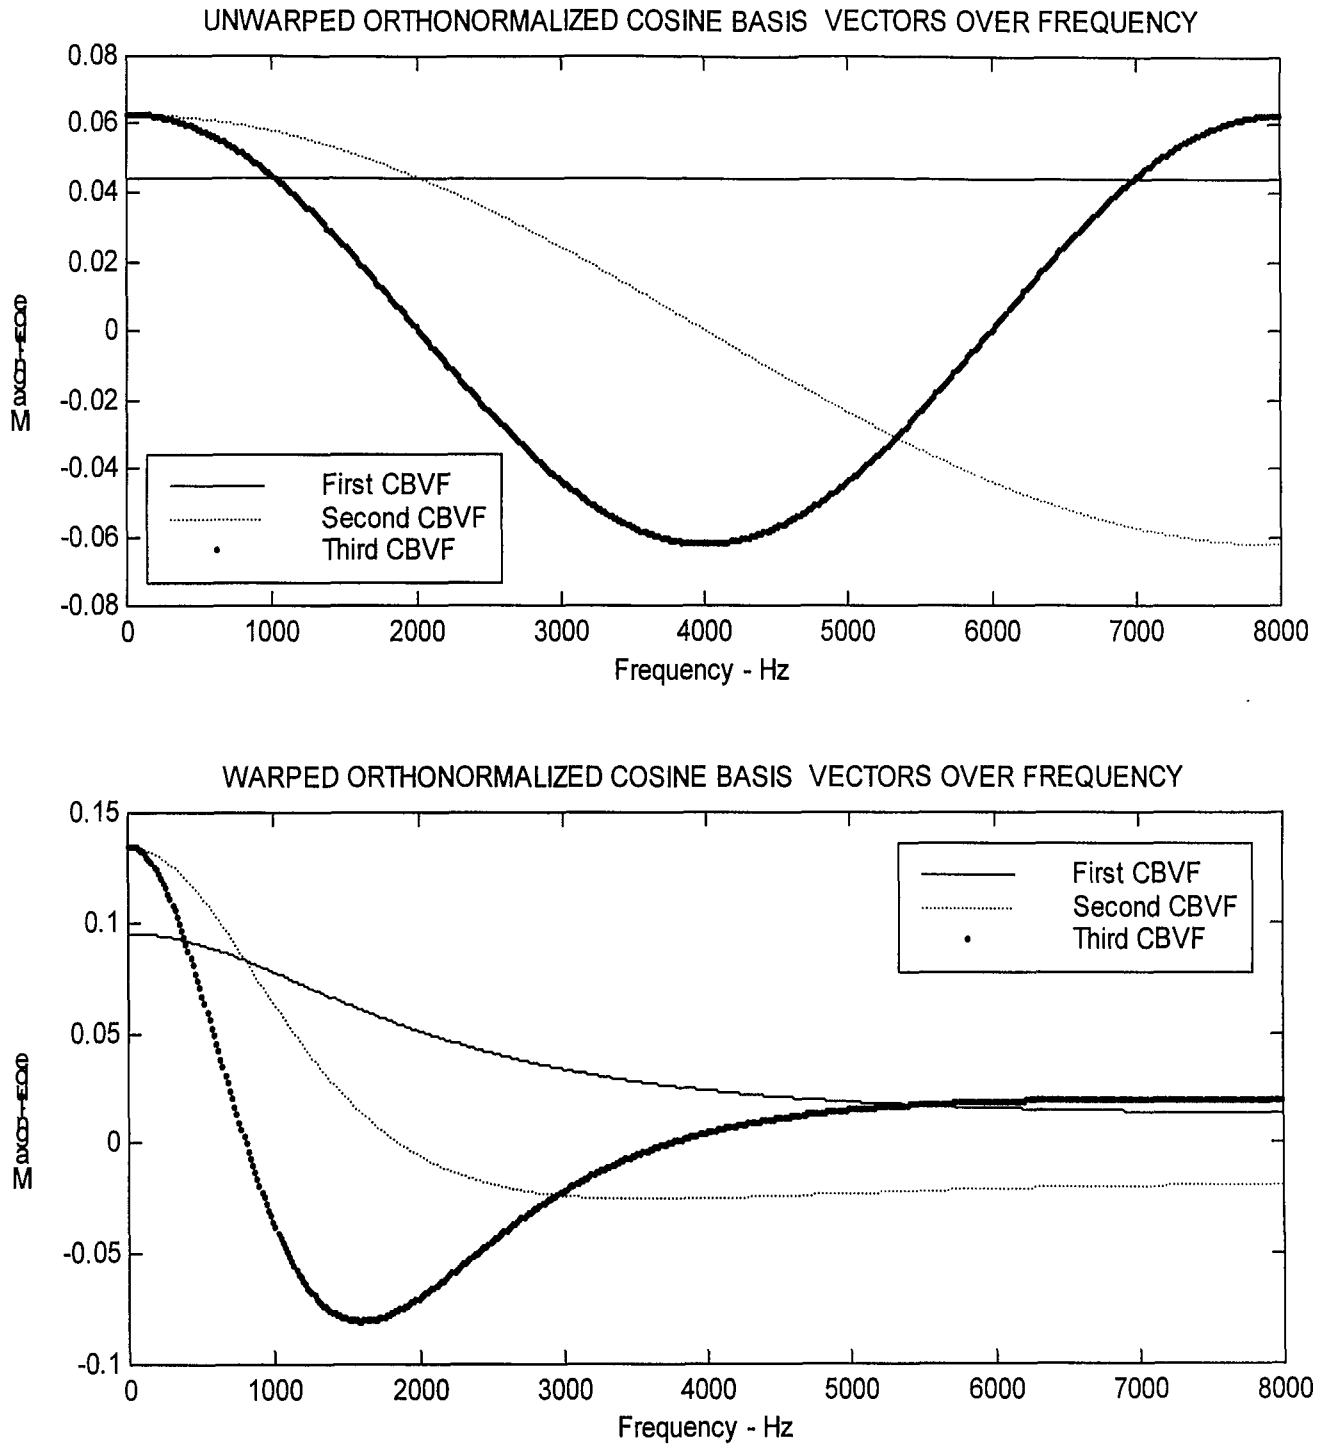 UNWARPED ORTHONORMALIZED COSINE BASIS VECTORS OVER FREQUENCY
0.08
0.06
0.04
0.02
0
-0.02
-0.04
-0.06
-0.08
Magnitude
First CBVF
Second CBVF
Third CBVF
0 1000 2000 3000 4000 5000 6000 7000 8000
Frequency - Hz
WARPED ORTHONORMALIZED COSINE BASIS VECTORS OVER FREQUENCY
0.15
0.1
0.05
0
-0.05
-0.1
Magnitude
First CBVF
Second CBVF
Third CBVF
0 1000 2000 3000 4000 5000 6000 7000 8000
Frequency - Hz